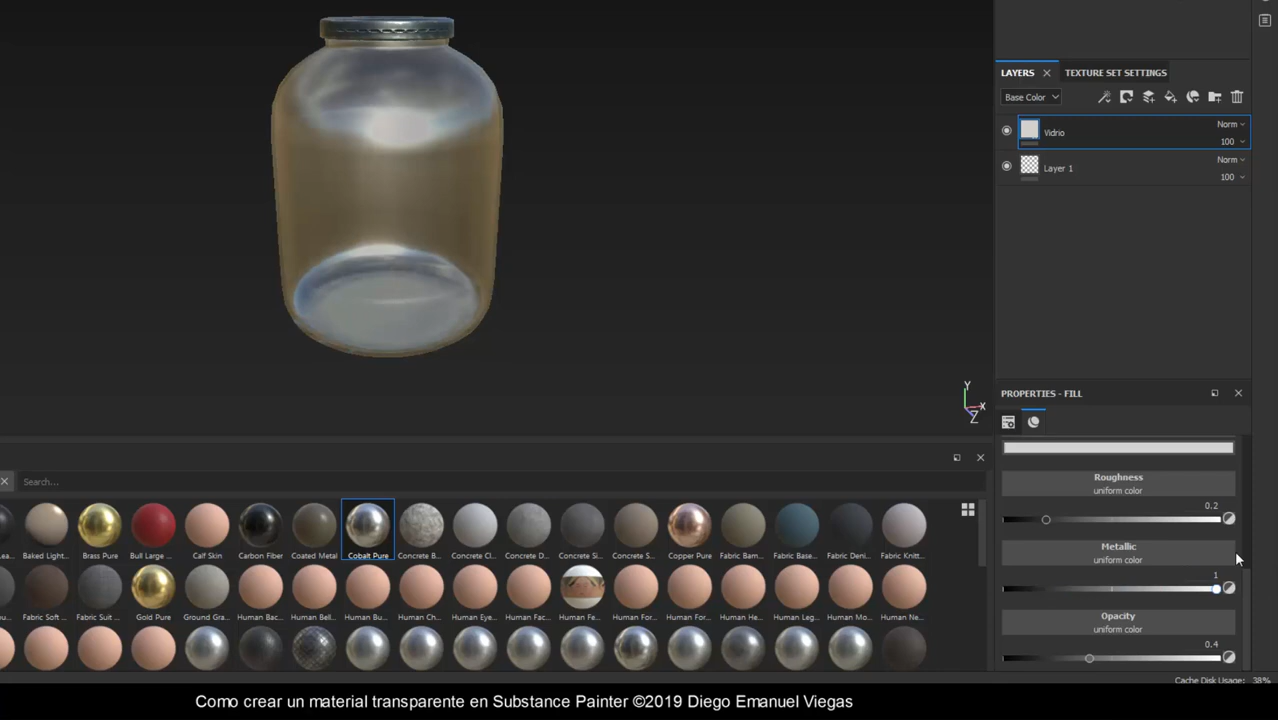 LAYERS
TEXTURE SET SETTINGS
Base Color
Vidrio
Norm
100
Layer 1
Norm
100
Y
X
Z
PROPERTIES - FILL
Search...
Roughness
uniform color
0.2
Metallic
uniform color
1
Opacity
uniform color
0.4
Baked Light...
Brass Pure
Bull Large ...
Calf Skin
Carbon Fiber
Coated Metal
Cobalt Pure
Concrete B...
Concrete Cl...
Concrete D...
Concrete Si...
Concrete S...
Copper Pure
Fabric Bam...
Fabric Base...
Fabric Deni...
Fabric Knitt...
Fabric Soft ...
Fabric Suit ...
Gold Pure
Ground Gra...
Human Bac...
Human Bell...
Human Bu...
Human Ch...
Human Eye...
Human Fac...
Human Fe...
Human For...
Human For...
Human He...
Human Leg...
Human Mo...
Human Ne...
Cache Disk Usage: 38%
Como crear un material transparente en Substance Painter ©2019 Diego Emanuel Viegas